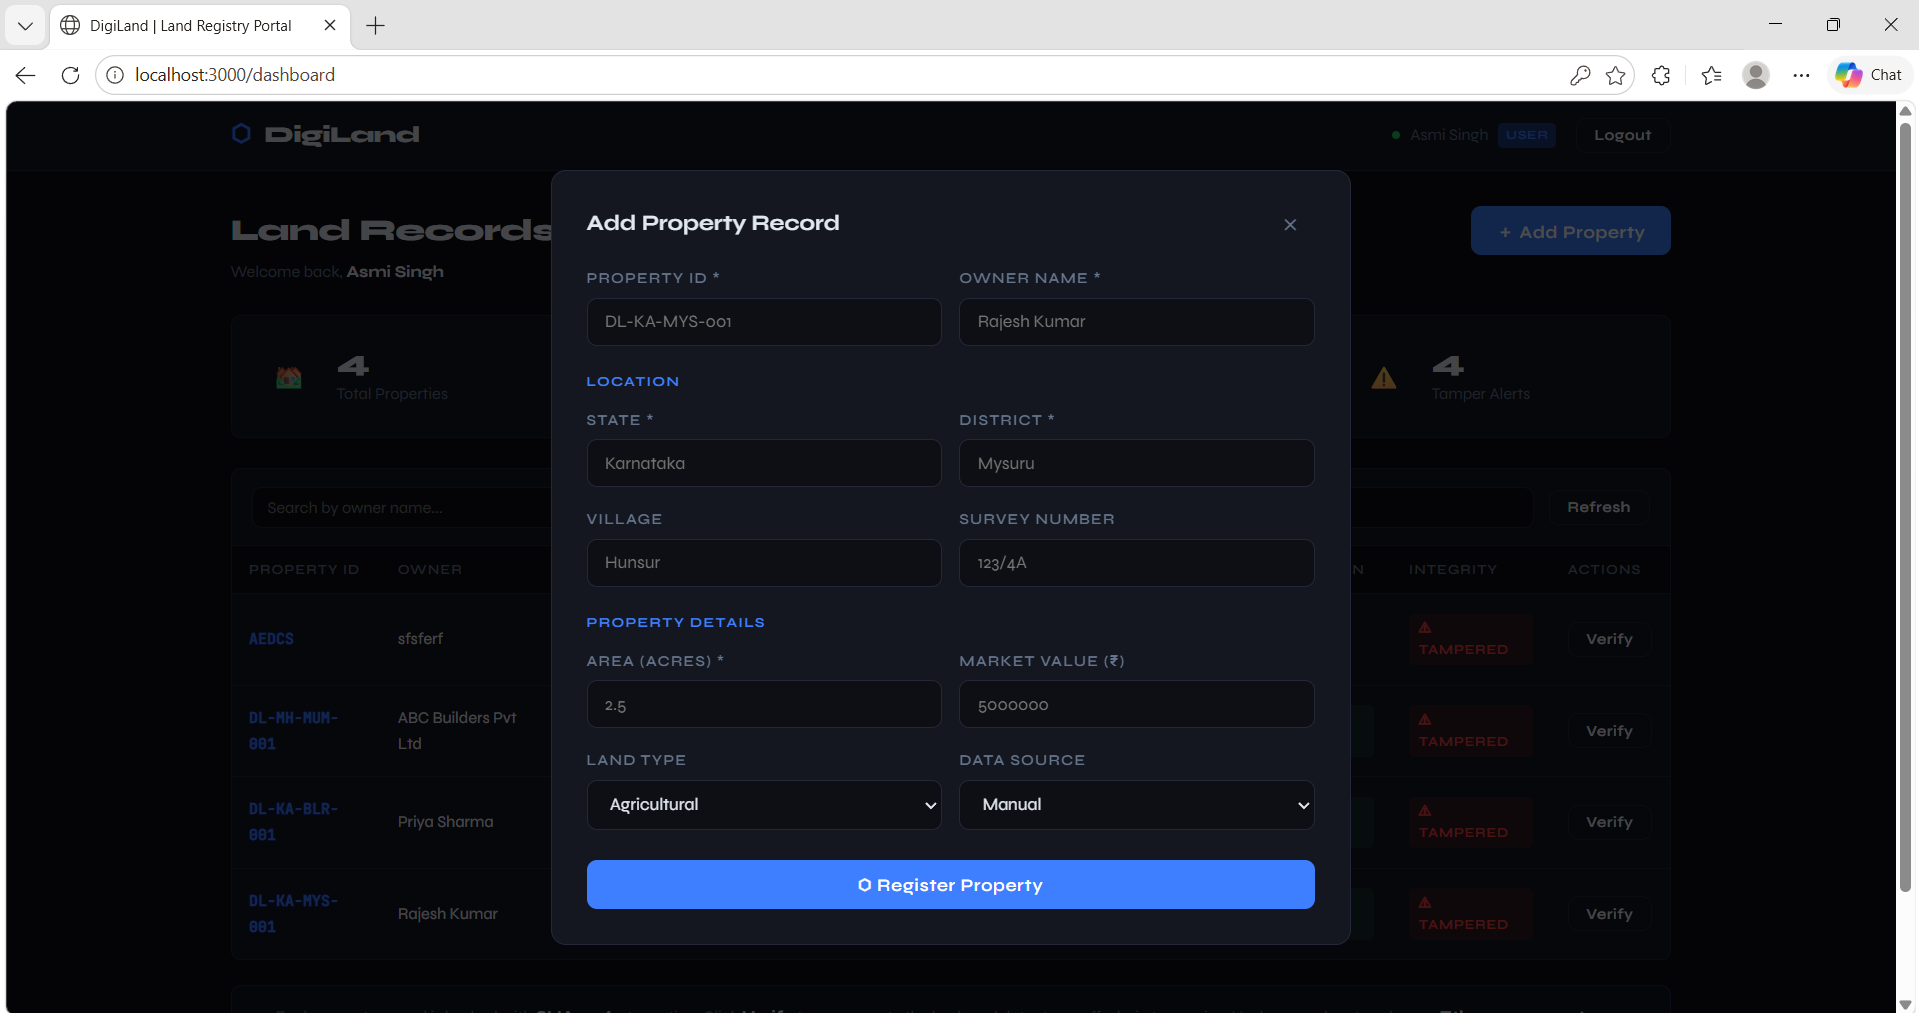 DigiLand | Land Registry Portal
localhost:3000/dashboard
Chat
DigiLand
Asmi Singh
USER
Logout
Land Records
Welcome back, Asmi Singh
+ Add Property
4
Total Properties
4
Tamper Alerts
Search by owner name...
Refresh
PROPERTY ID
OWNER
N
INTEGRITY
ACTIONS
AEDCS
sfsferf
TAMPERED
Verify
DL-MH-MUM-
001
ABC Builders Pvt
Ltd
TAMPERED
Verify
DL-KA-BLR-
001
Priya Sharma
TAMPERED
Verify
DL-KA-MYS-
001
Rajesh Kumar
TAMPERED
Verify
Add Property Record
PROPERTY ID *
OWNER NAME *
DL-KA-MYS-001
Rajesh Kumar
LOCATION
STATE *
DISTRICT *
Karnataka
Mysuru
VILLAGE
SURVEY NUMBER
Hunsur
123/4A
PROPERTY DETAILS
AREA (ACRES) *
MARKET VALUE (₹)
2.5
5000000
LAND TYPE
DATA SOURCE
Agricultural
Manual
Register Property